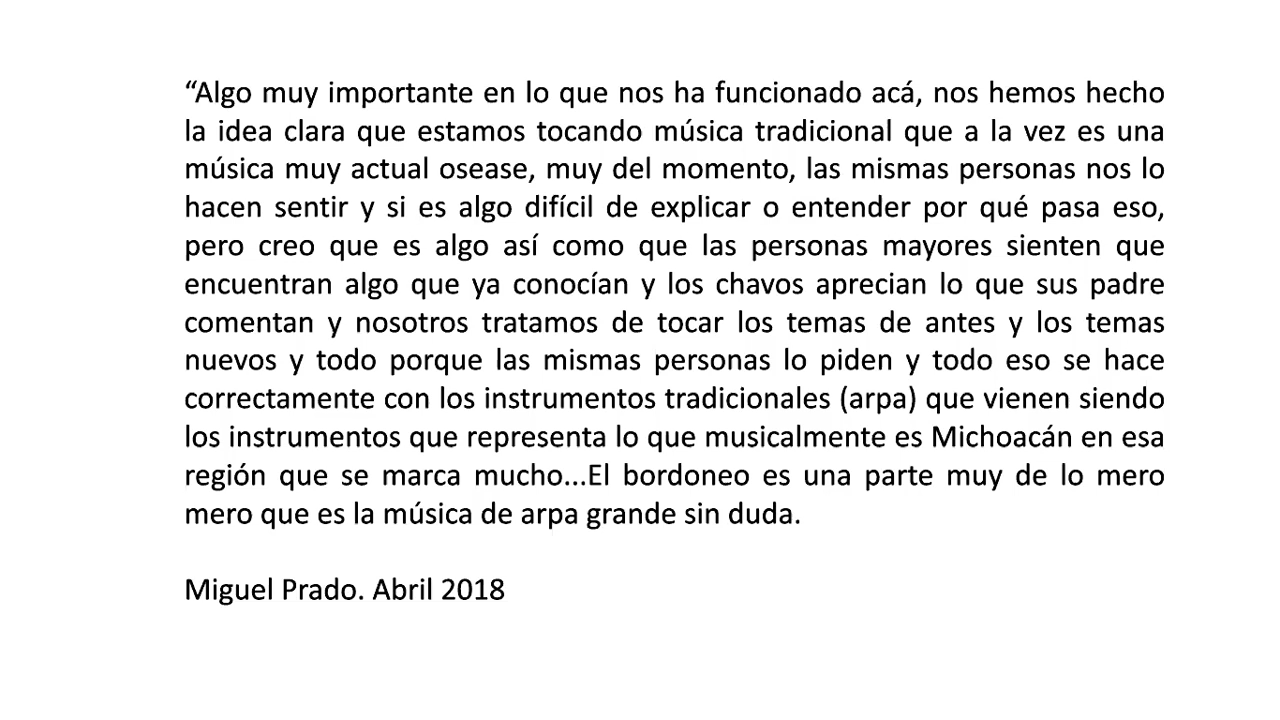 “Algo muy importante en lo que nos ha funcionado acá, nos hemos hecho
la idea clara que estamos tocando música tradicional que a la vez es una
música muy actual osease, muy del momento, las mismas personas nos lo
hacen sentir y si es algo difícil de explicar o entender por qué pasa eso,
pero creo que es algo así como que las personas mayores sienten que
encuentran algo que ya conocían y los chavos aprecian lo que sus padre
comentan y nosotros tratamos de tocar los temas de antes y los temas
nuevos y todo porque las mismas personas lo piden y todo eso se hace
correctamente con los instrumentos tradicionales (arpa) que vienen siendo
los instrumentos que representa lo que musicalmente es Michoacán en esa
región que se marca mucho...El bordoneo es una parte muy de lo mero
mero que es la música de arpa grande sin duda.
Miguel Prado. Abril 2018